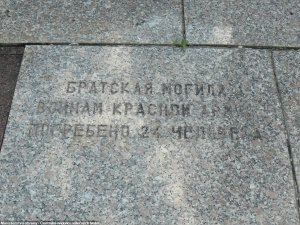 БРАТСКАЯ МОГИЛА
ВОИНАМ КРАСНОЙ АРМИИ
ПОГРЕБЕНО 24 ЧЕЛОВЕКА